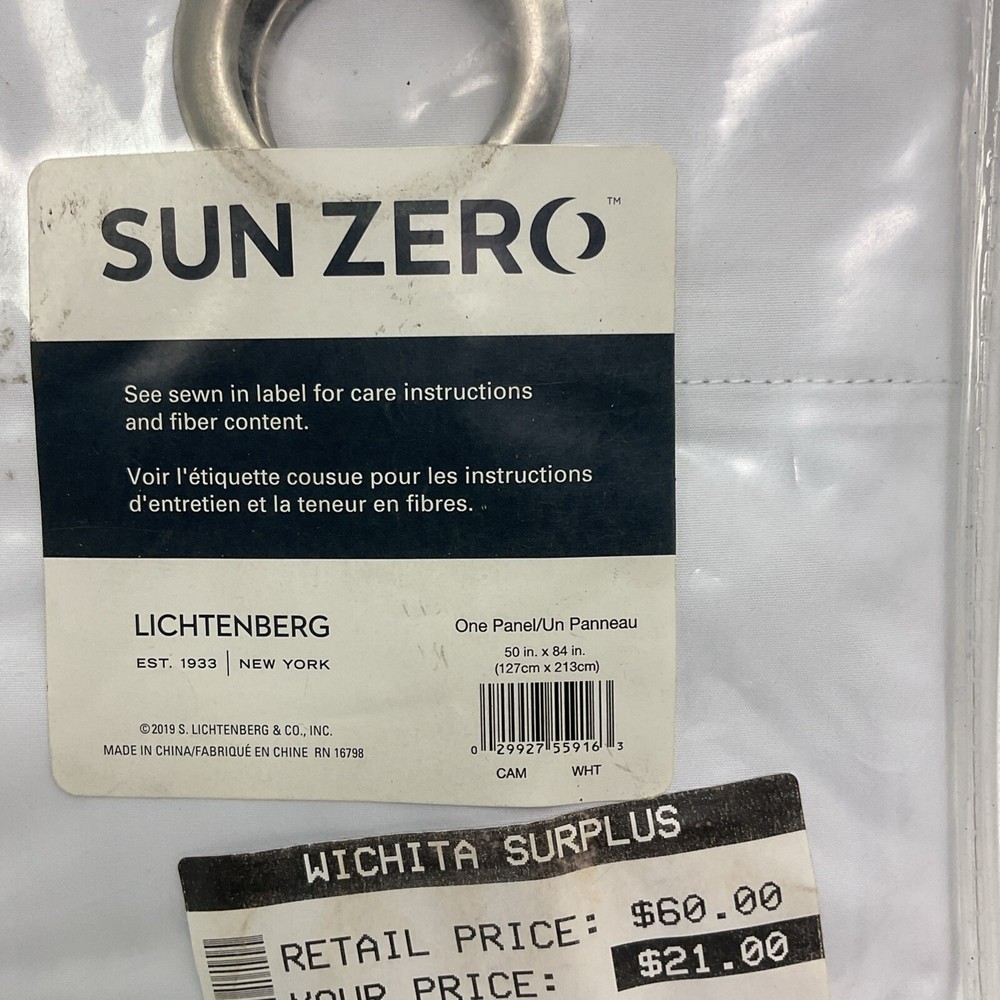 SUN ZERO™
See sewn in label for care instructions
and fiber content.
Voir l'étiquette cousue pour les instructions
d'entretien et la teneur en fibres.
LICHTENBERG
EST. 1933 | NEW YORK
©2019 S. LICHTENBERG & CO., INC.
MADE IN CHINA/FABRIQUÉ EN CHINE RN 16798
One Panel/Un Panneau
50 in. x 84 in.
(127cm x 213cm)
0 29927 55916 3
CAM WHT
WICHITA SURPLUS
RETAIL PRICE: $60.00
YOUR PRICE: $21.00